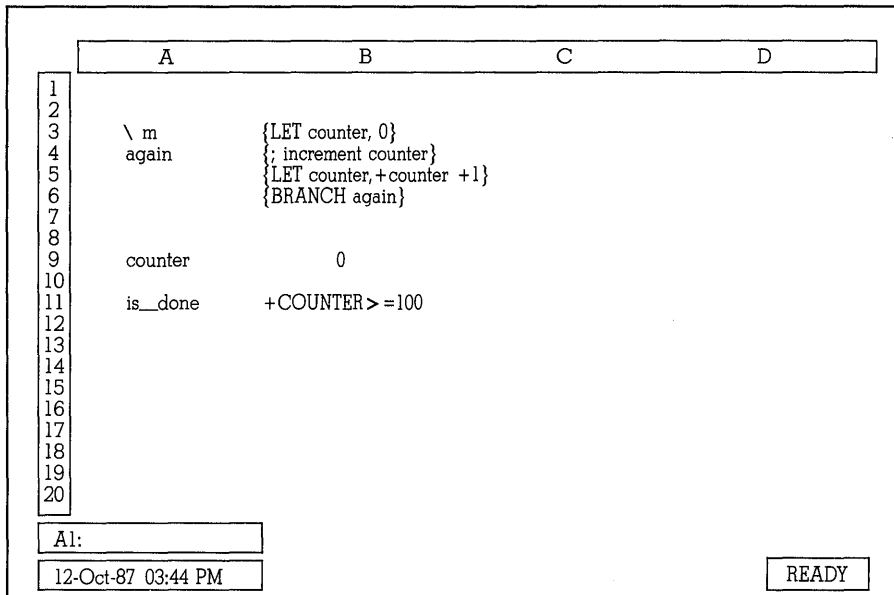 A B C D
1
2
3 \ m {LET counter, 0}
4 again {; increment counter}
5 {LET counter,+counter +1}
6 {BRANCH again}
7
8
9 counter 0
10
11 is__done +COUNTER>=100
12
13
14
15
16
17
18
19
20
A1:
12-Oct-87 03:44 PM READY